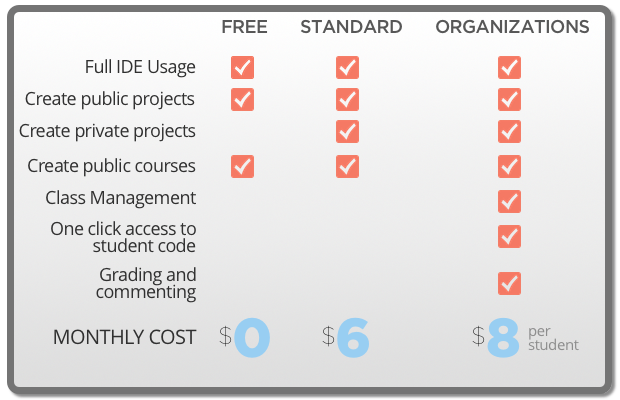 FREE STANDARD ORGANIZATIONS
Full IDE Usage
Create public projects
Create private projects
Create public courses
Class Management
One click access to
student code
Grading and
commenting
MONTHLY COST $0 $6 $8 per
student